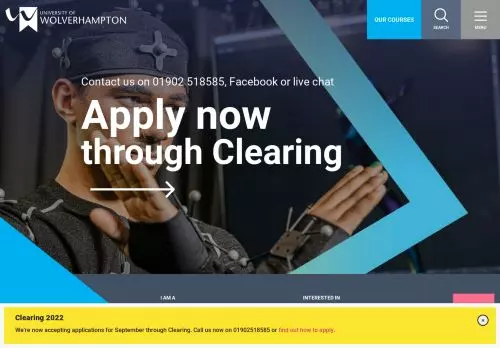 UNIVERSITY OF
WOLVERHAMPTON
OUR COURSES
SEARCH
MENU
Contact us on 01902 518585, Facebook or live chat
Apply now
through Clearing
I AM A
INTERESTED IN
Clearing 2022
We're now accepting applications for September through Clearing. Call us now on 01902518585 or find out how to apply.